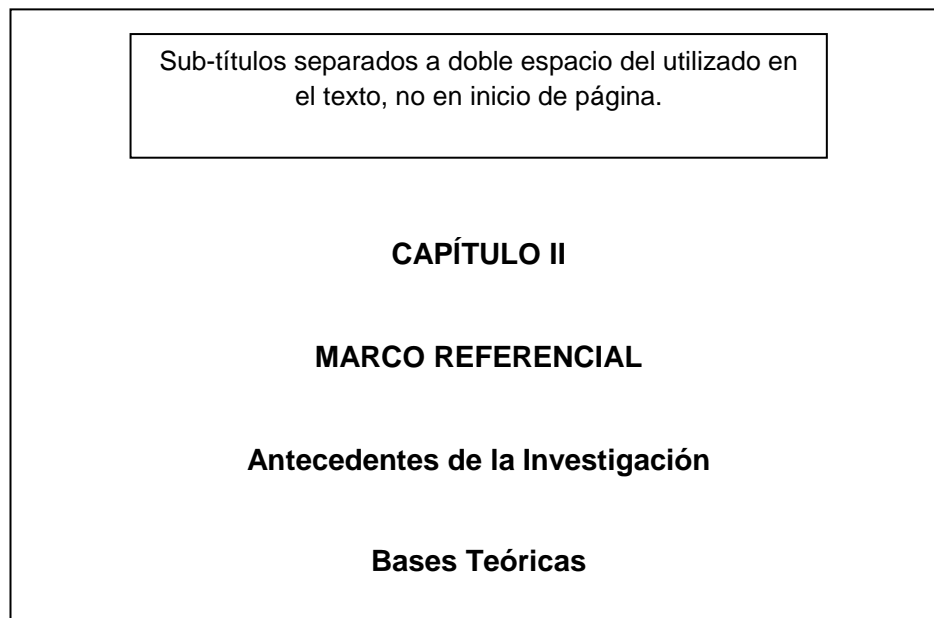 Sub-títulos separados a doble espacio del utilizado en
el texto, no en inicio de página.
CAPÍTULO II
MARCO REFERENCIAL
Antecedentes de la Investigación
Bases Teóricas